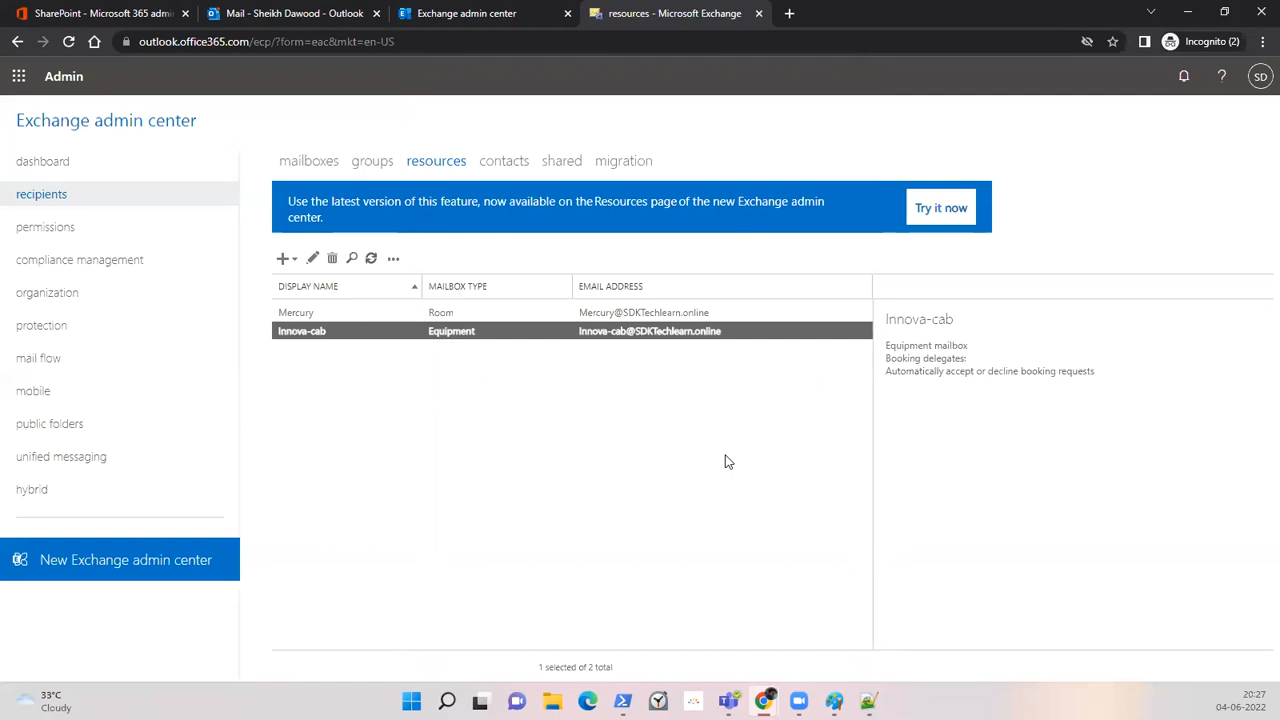 SharePoint - Microsoft 365 admin
Mail - Sheikh Dawood - Outlook
Exchange admin center
resources - Microsoft Exchange
outlook.office365.com/ecp/?form=eac&mkt=en-US
Incognito (2)
Admin
SD
Exchange admin center
dashboard
recipients
permissions
compliance management
organization
protection
mail flow
mobile
public folders
unified messaging
hybrid
New Exchange admin center
mailboxes groups resources contacts shared migration
Use the latest version of this feature, now available on the Resources page of the new Exchange admin
center.
Try it now
DISPLAY NAME MAILBOX TYPE EMAIL ADDRESS
Mercury Room Mercury@SDKTechlearn.online
Innova-cab Equipment Innova-cab@SDKTechlearn.online
Innova-cab
Equipment mailbox
Booking delegates:
Automatically accept or decline booking requests
1 selected of 2 total
33°C
Cloudy
20:27
04-06-2022